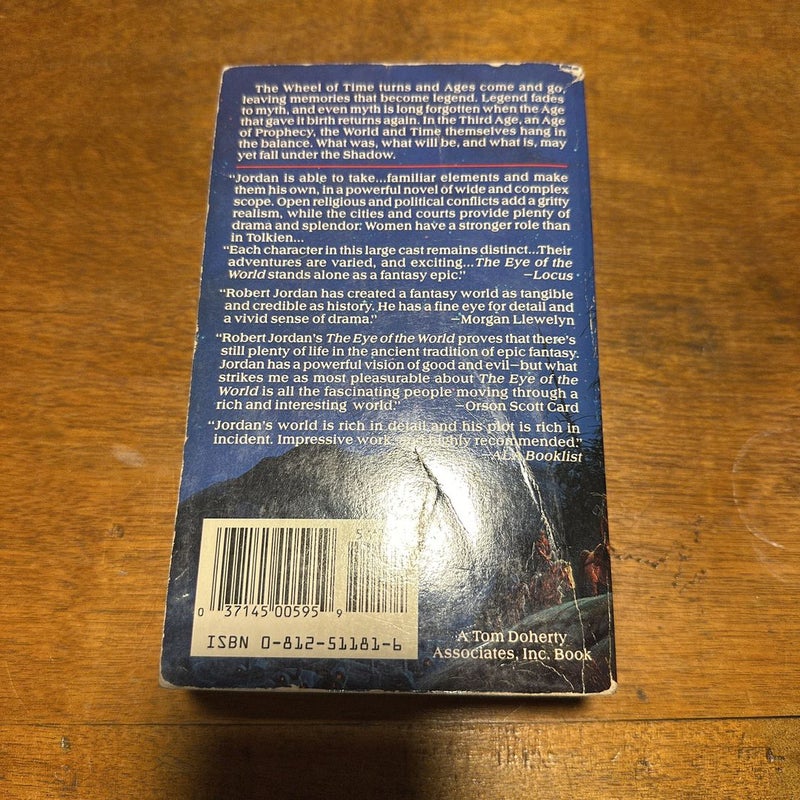 The Wheel of Time turns and Ages come and go,
leaving memories that become legend. Legend fades
to myth, and even myth is long forgotten when the Age
that gave it birth returns again. In the Third Age, an Age
of Prophecy, the World and Time themselves hang in
the balance. What was, what will be, and what is, may
yet fall under the Shadow.
"Jordan is able to take...familiar elements and make
them his own, in a powerful novel of wide and complex
scope. Open religious and political conflicts add a gritty
realism, while the cities and courts provide plenty of
drama and splendor. Women have a stronger role than
in Tolkien...
"Each character in this large cast remains distinct...Their
adventures are varied, and exciting...The Eye of the
World stands alone as a fantasy epic." —Locus
"Robert Jordan has created a fantasy world as tangible
and credible as history. He has a fine eye for detail and
a vivid sense of drama." —Morgan Llewelyn
"Robert Jordan's The Eye of the World proves that there's
still plenty of life in the ancient tradition of epic fantasy.
Jordan has a powerful vision of good and evil—but what
strikes me as most pleasurable about The Eye of the
World is all the fascinating people moving through a
rich and interesting world." —Orson Scott Card
"Jordan's world is rich in detail and his plot is rich in
incident. Impressive work, and highly recommended."
—ALA Booklist
0 37145 00595 9
ISBN 0-812-51181-6
A Tom Doherty
Associates, Inc. Book